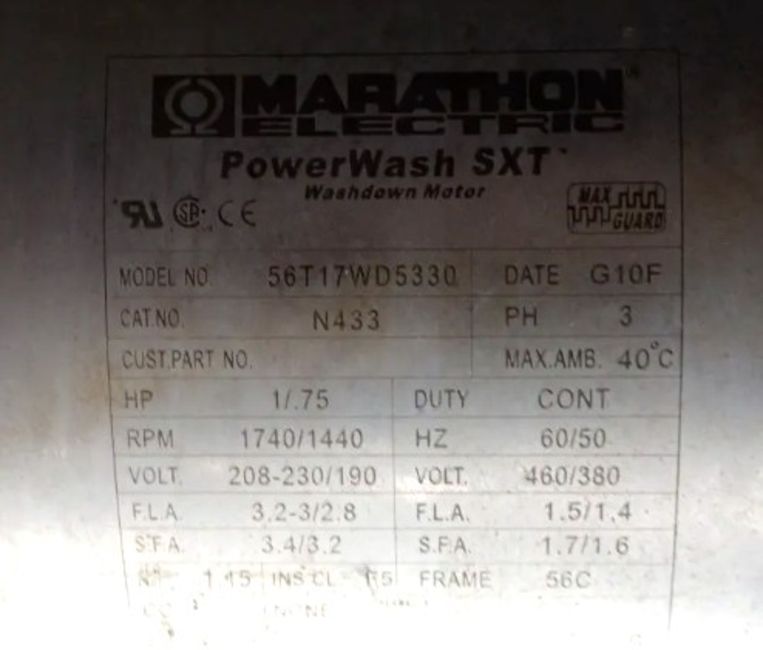 MARATHON
ELECTRIC
PowerWash SXT
Washdown Motor
SP. CE MAX GUARD
MODEL NO. 56T17WD5330 DATE G10F
CAT.NO. N433 PH 3
CUST.PART NO. MAX.AMB. 40°C
HP 1/.75 DUTY CONT
RPM 1740/1440 HZ 60/50
VOLT. 208-230/190 VOLT. 460/380
F.L.A. 3.2-3/2.8 F.L.A. 1.5/1.4
S.F.A. 3.4/3.2 S.F.A. 1.7/1.6
1.15 INS CL FRAME 56C